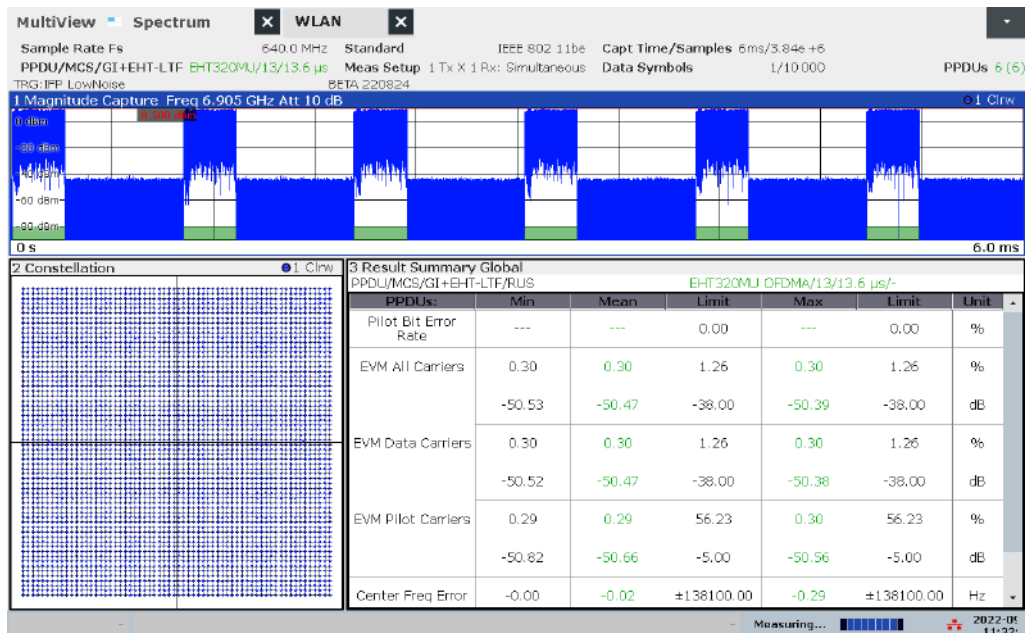 MultiView Spectrum X WLAN X
Sample Rate Fs 640.0 MHz Standard IEEE 802 11be Capt Time/Samples 6ms/3.84e+6
PPDU/MCS/GI+EHT-LTF EHT320MU/13/13.6 µs Meas Setup 1 Tx X 1 Rx: Simultaneous Data Symbols 1/10 000 PPDUs 6 (6)
TRG:IFP LowNoise BETA 220824
1 Magnitude Capture Freq 6.905 GHz Att 10 dB 1 Clrw
0 dBm
-20 dBm
-40 dBm
-60 dBm
-80 dBm
0 s 6.0 ms
2 Constellation 1 Clrw
3 Result Summary Global
PPDU/MCS/GI+EHT-LTF/RUS EHT320MU OFDMA/13/13.6 µs/-
PPDUs: Min Mean Limit Max Limit Unit
Pilot Bit Error
Rate --- --- 0.00 --- 0.00 %
EVM All Carriers 0.30 0.30 1.26 0.30 1.26 %
-50.53 -50.47 -38.00 -50.39 -38.00 dB
EVM Data Carriers 0.30 0.30 1.26 0.30 1.26 %
-50.52 -50.47 -38.00 -50.38 -38.00 dB
EVM Pilot Carriers 0.29 0.29 56.23 0.30 56.23 %
-50.82 -50.66 -5.00 -50.56 -5.00 dB
Center Freq Error -0.00 -0.02 ±138100.00 -0.29 ±138100.00 Hz
Measuring...